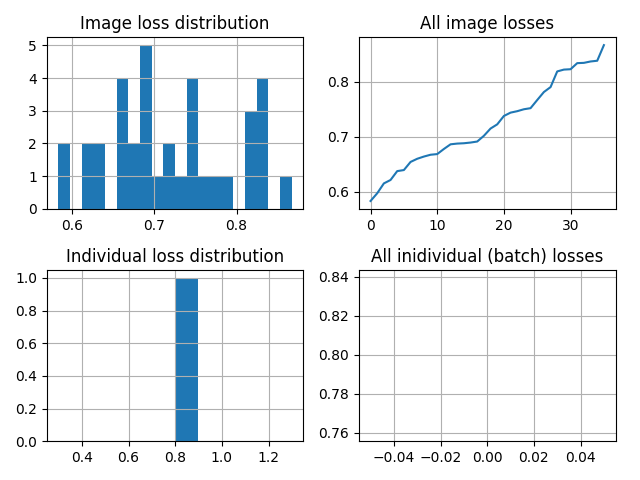 Image loss distribution
5
4
3
2
1
0
0.6 0.7 0.8
All image losses
0.8
0.7
0.6
0 10 20 30
Individual loss distribution
1.0
0.8
0.6
0.4
0.2
0.0
0.4 0.6 0.8 1.0 1.2
All inidividual (batch) losses
0.84
0.82
0.80
0.78
0.76
−0.04 −0.02 0.00 0.02 0.04